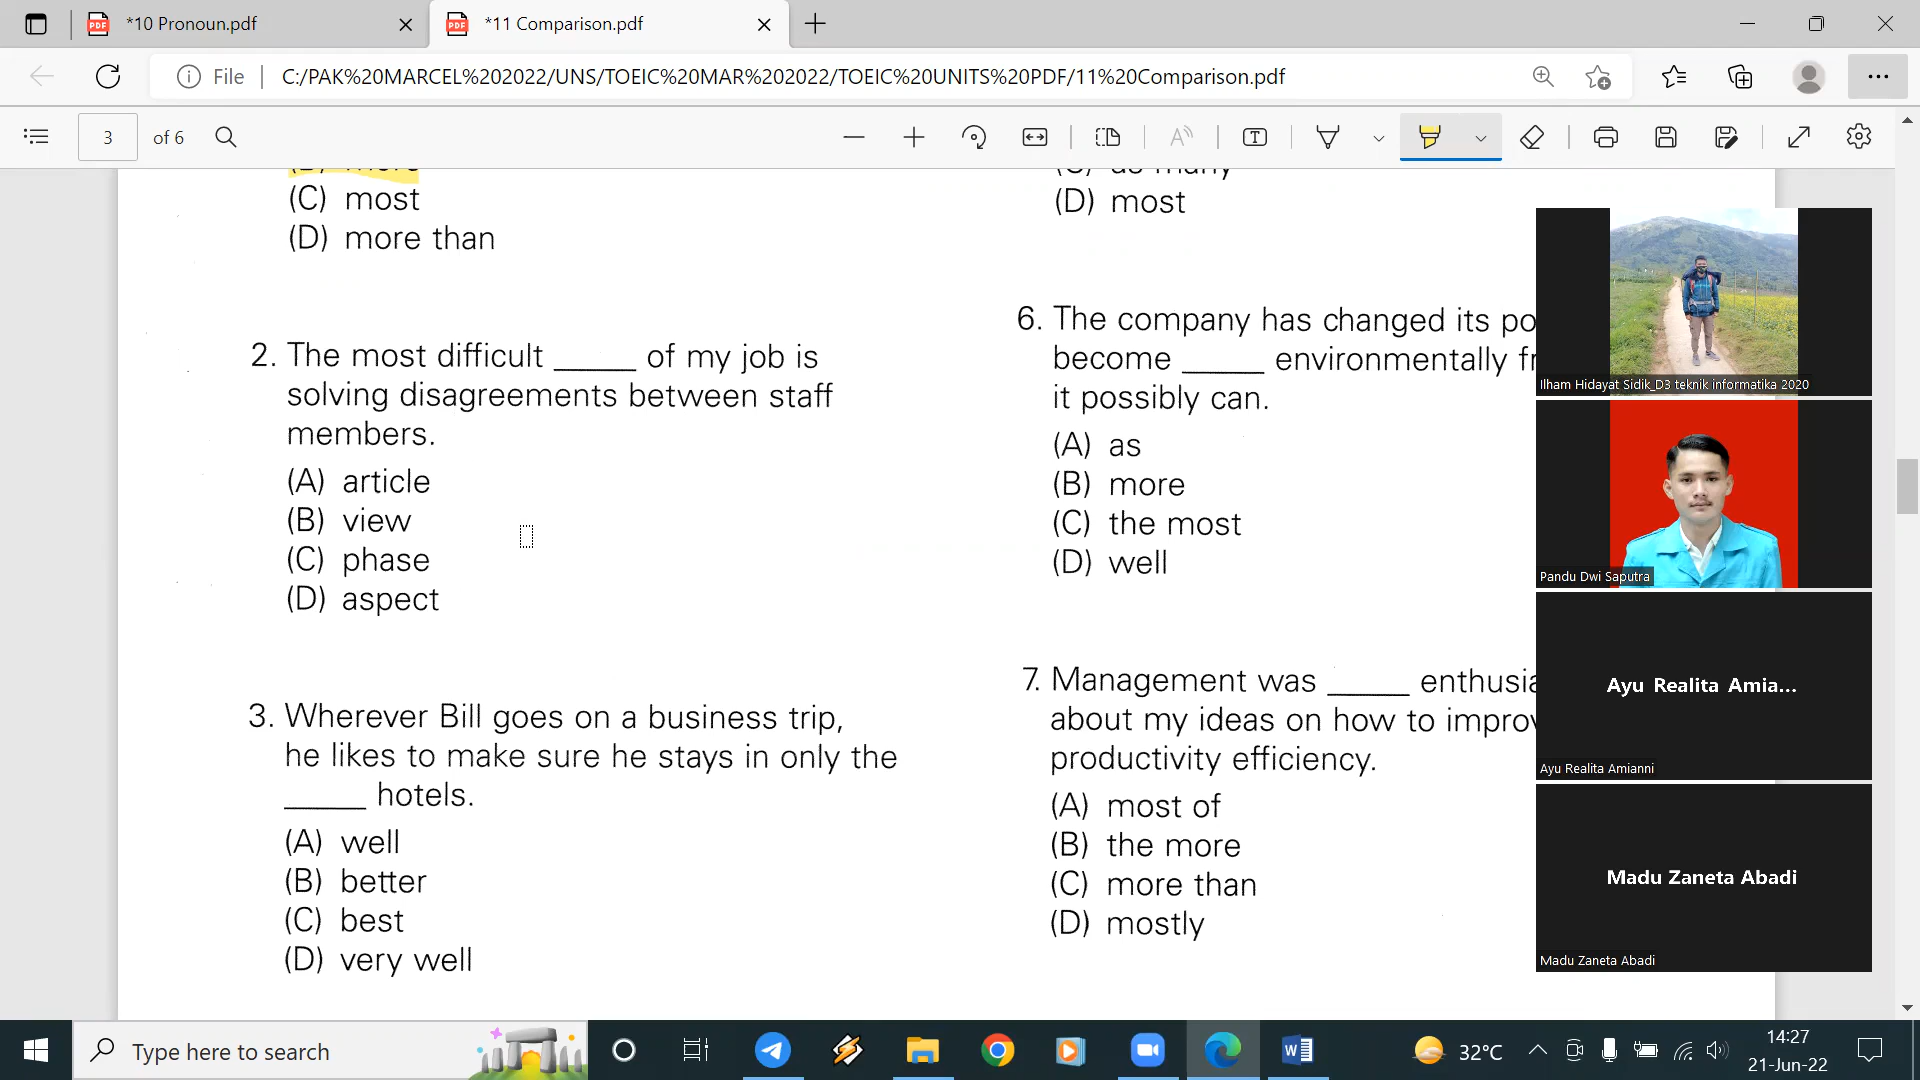 *10 Pronoun.pdf
*11 Comparison.pdf
File
C:/PAK%20MARCEL%202022/UNS/TOEIC%20MAR%202022/TOEIC%20UNITS%20PDF/11%20Comparison.pdf
3
of 6
(C) most
(D) more than
2. The most difficult _____ of my job is
solving disagreements between staff
members.
(A) article
(B) view
(C) phase
(D) aspect
3. Wherever Bill goes on a business trip,
he likes to make sure he stays in only the
_____ hotels.
(A) well
(B) better
(C) best
(D) very well
as many
(D) most
6. The company has changed its po
become _____ environmentally fr
it possibly can.
(A) as
(B) more
(C) the most
(D) well
7. Management was _____ enthusia
about my ideas on how to improv
productivity efficiency.
(A) most of
(B) the more
(C) more than
(D) mostly
Ilham Hidayat Sidik_D3 teknik informatika 2020
Pandu Dwi Saputra
Ayu Realita Amia...
Ayu Realita Amianni
Madu Zaneta Abadi
Madu Zaneta Abadi
Type here to search
32°C
14:27
21-Jun-22